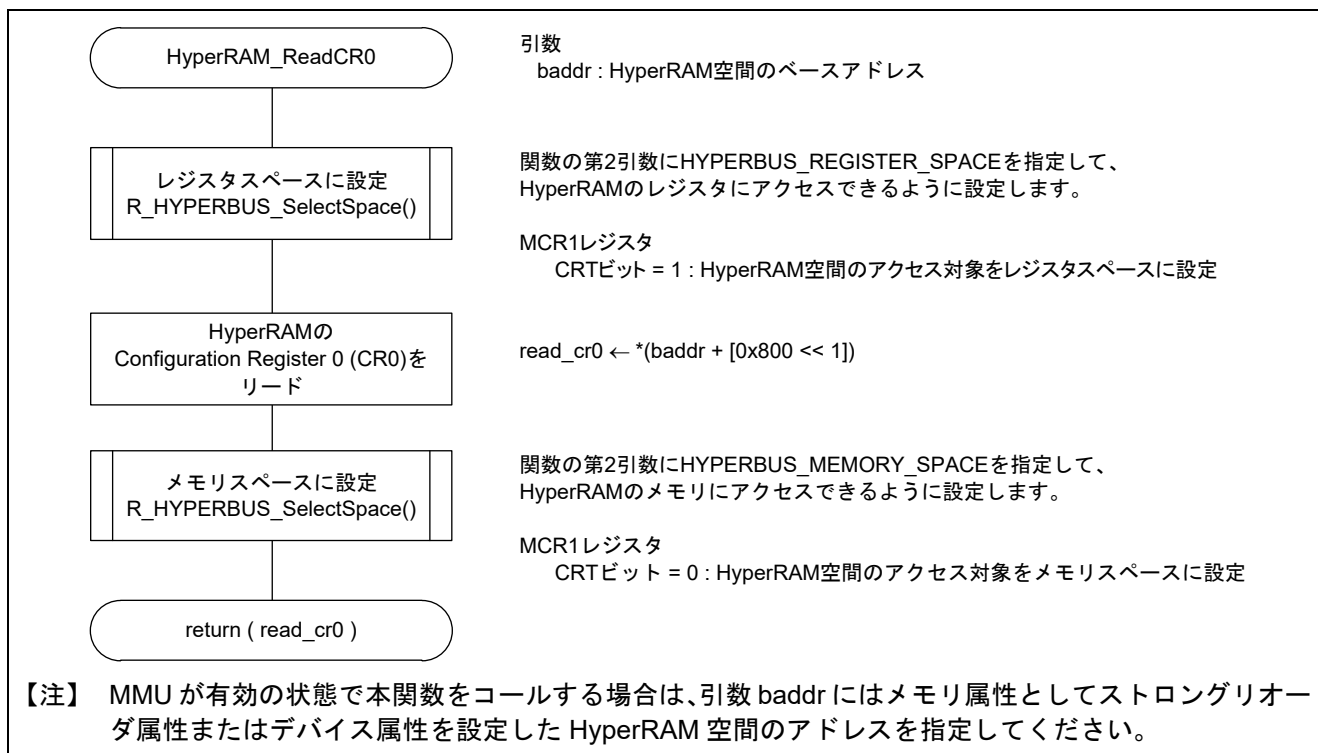 HyperRAM_ReadCR0
引数
baddr : HyperRAM空間のベースアドレス
レジスタスペースに設定
R_HYPERBUS_SelectSpace()
関数の第2引数にHYPERBUS_REGISTER_SPACEを指定して、
HyperRAMのレジスタにアクセスできるように設定します。
MCR1レジスタ
CRTビット = 1 : HyperRAM空間のアクセス対象をレジスタスペースに設定
HyperRAMの
Configuration Register 0 (CR0)を
リード
read_cr0 ← *(baddr + [0x800 << 1])
メモリスペースに設定
R_HYPERBUS_SelectSpace()
関数の第2引数にHYPERBUS_MEMORY_SPACEを指定して、
HyperRAMのメモリにアクセスできるように設定します。
MCR1レジスタ
CRTビット = 0 : HyperRAM空間のアクセス対象をメモリスペースに設定
return ( read_cr0 )
【注】 MMU が有効の状態で本関数をコールする場合は、引数 baddr にはメモリ属性としてストロングリオー
ダ属性またはデバイス属性を設定した HyperRAM 空間のアドレスを指定してください。